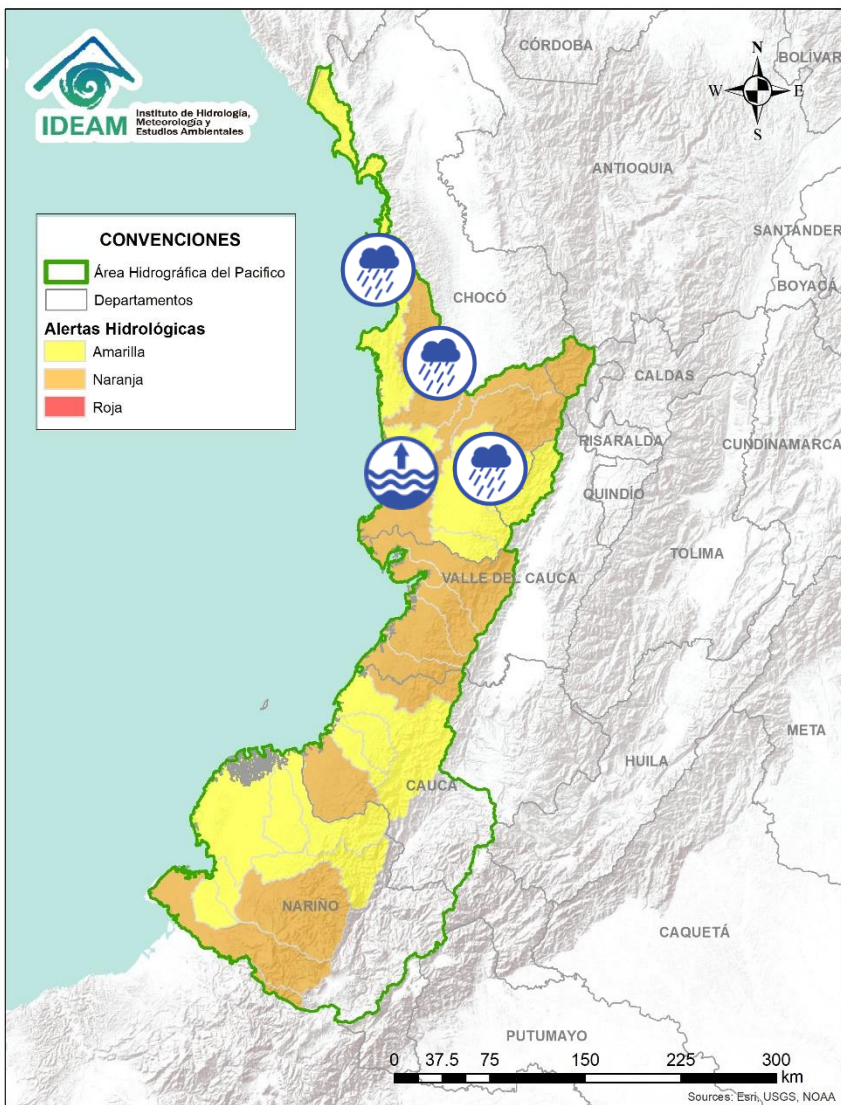 IDEAM
Instituto de Hidrología,
Meteorología y
Estudios Ambientales
CÓRDOBA
BOLÍVAR
N
W
E
S
ANTIOQUIA
SANTANDER
BOYACÁ
CONVENCIONES
Área Hidrográfica del Pacifico
Departamentos
Alertas Hidrológicas
Amarilla
Naranja
Roja
CHOCÓ
CALDAS
RISARALDA
CUNDINAMARCA
QUINDÍO
TOLIMA
VALLE DEL CAUCA
META
HUILA
CAUCA
NARIÑO
CAQUETÁ
PUTUMAYO
0 37.5 75 150 225 300
km
Sources: Esri, USGS, NOAA